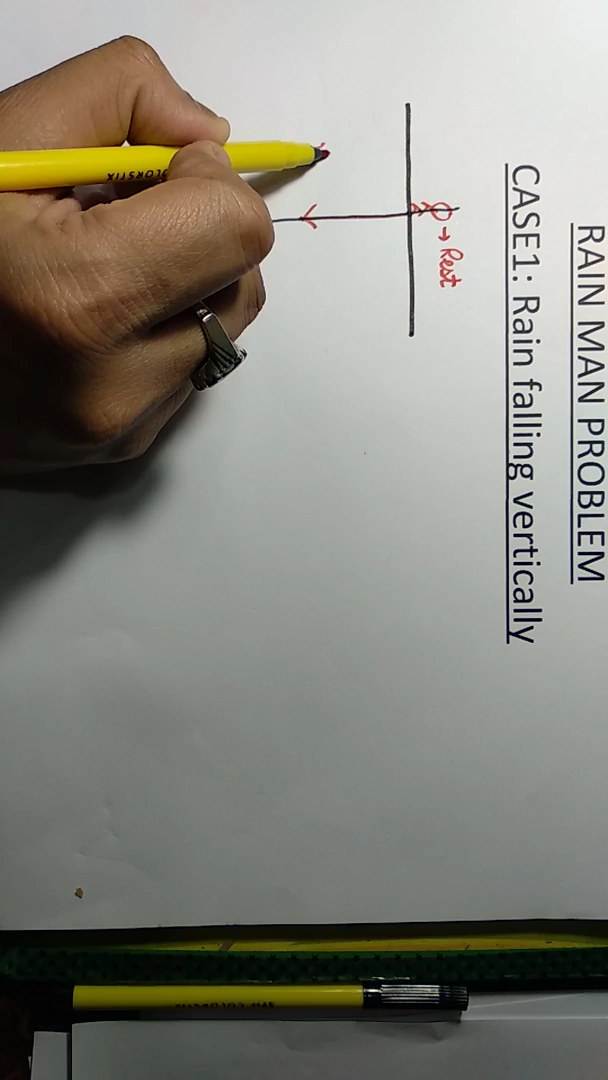 RAIN MAN PROBLEM
CASE1: Rain falling vertically
→ Rest